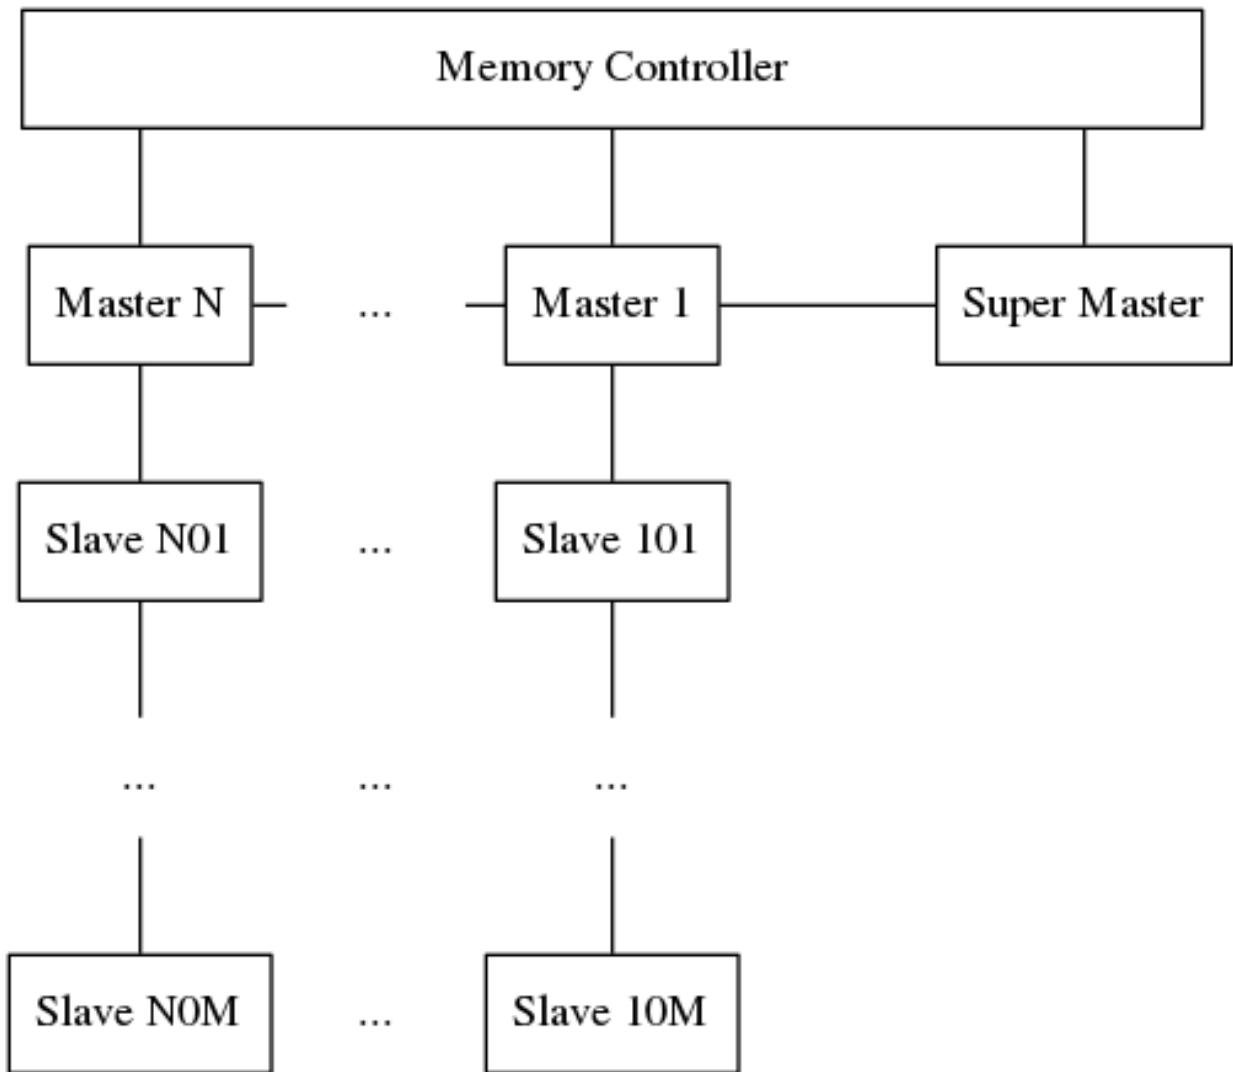 Memory Controller
Master N ... Master 1 Super Master
Slave N01 ... Slave 101
... ... ...
Slave N0M ... Slave 10M